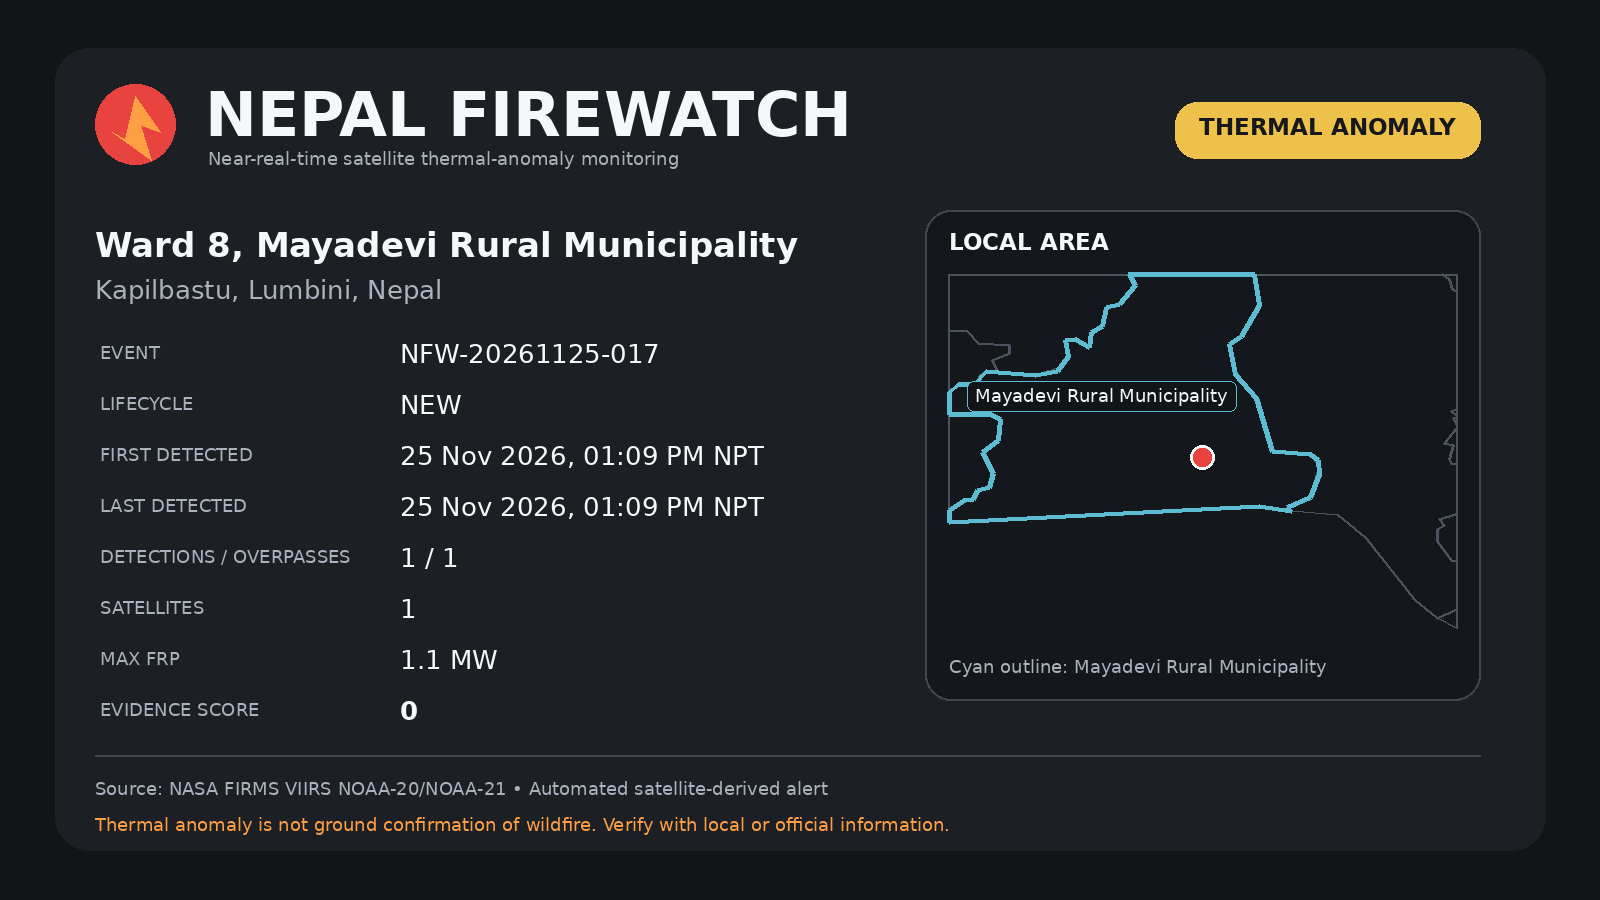 NEPAL FIREWATCH
Near-real-time satellite thermal-anomaly monitoring
THERMAL ANOMALY
Ward 8, Mayadevi Rural Municipality
Kapilbastu, Lumbini, Nepal
EVENT NFW-20261125-017
LIFECYCLE NEW
FIRST DETECTED 25 Nov 2026, 01:09 PM NPT
LAST DETECTED 25 Nov 2026, 01:09 PM NPT
DETECTIONS / OVERPASSES 1 / 1
SATELLITES 1
MAX FRP 1.1 MW
EVIDENCE SCORE 0
LOCAL AREA
Mayadevi Rural Municipality
Cyan outline: Mayadevi Rural Municipality
Source: NASA FIRMS VIIRS NOAA-20/NOAA-21 • Automated satellite-derived alert
Thermal anomaly is not ground confirmation of wildfire. Verify with local or official information.